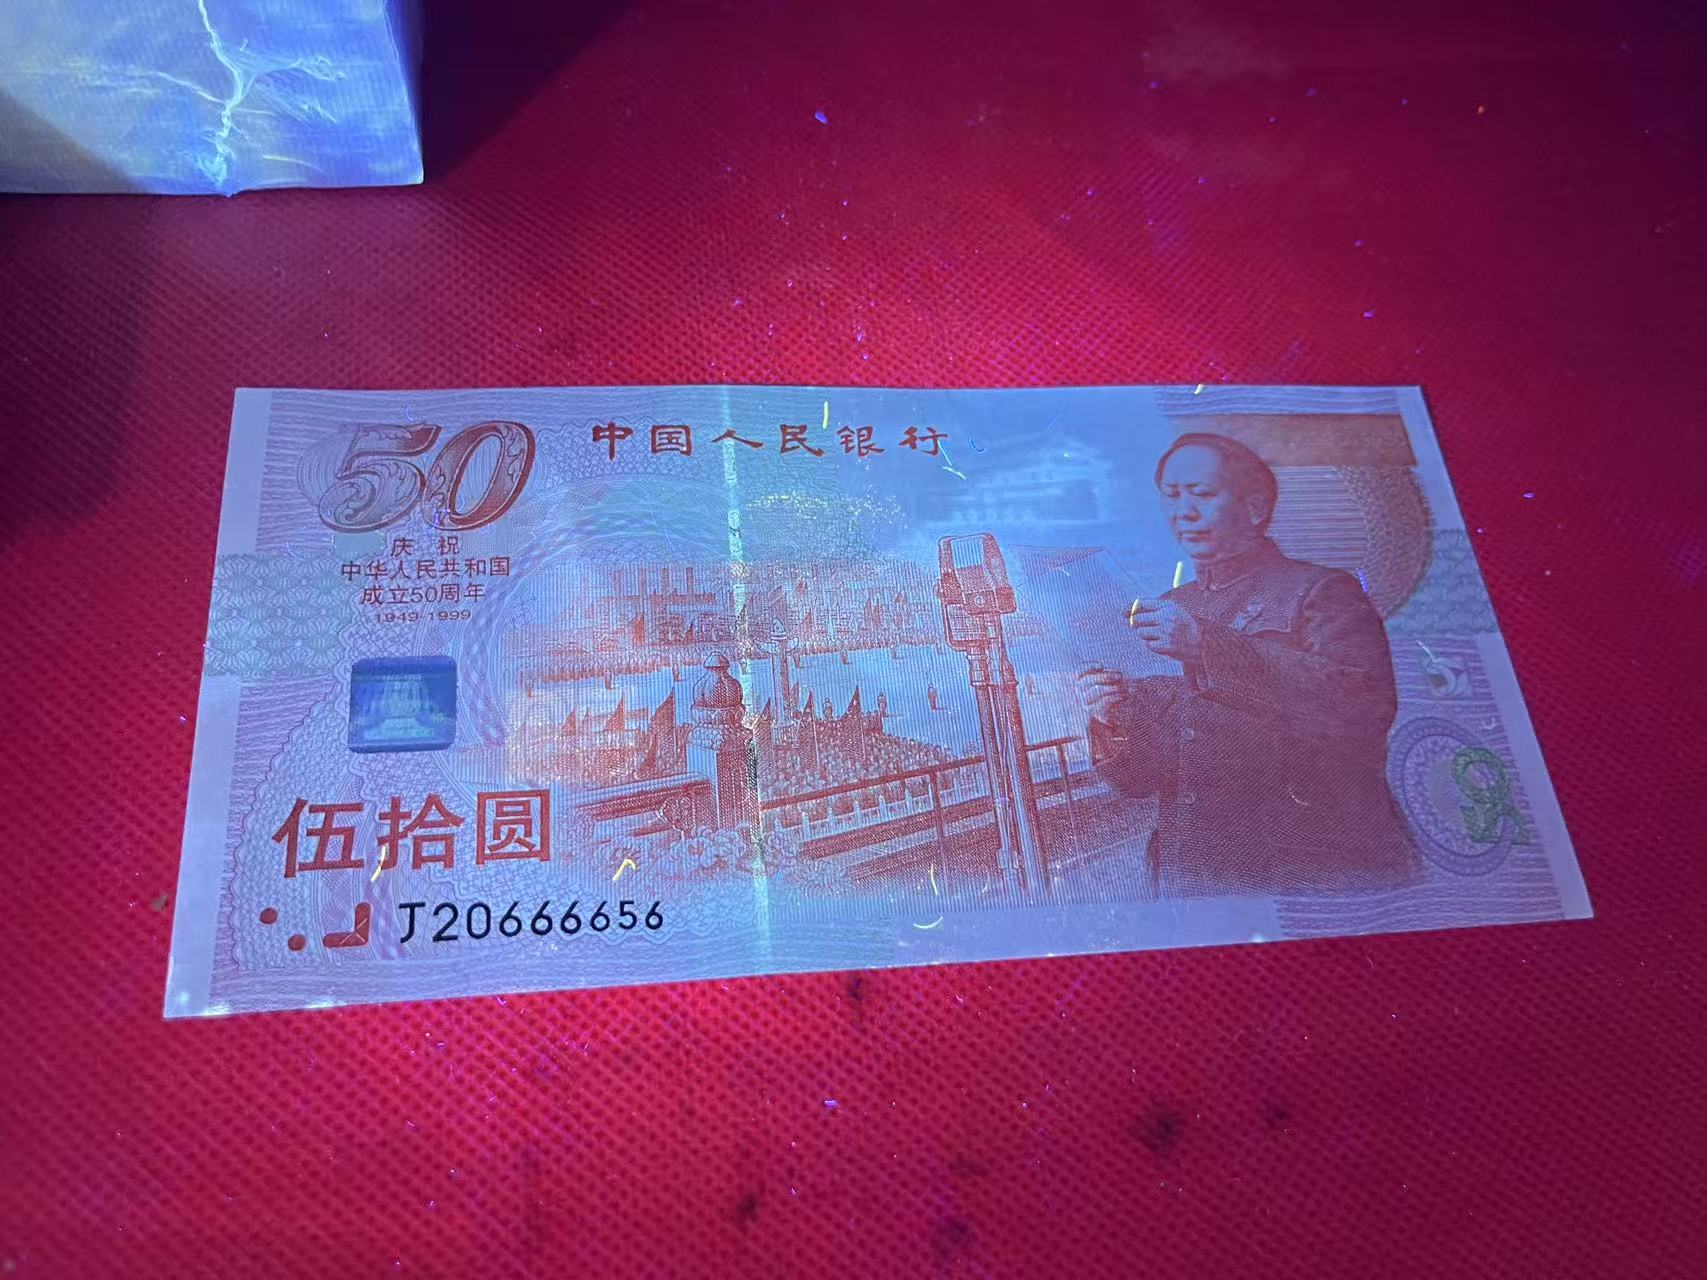 50
中国人民银行
庆祝
中华人民共和国
成立50周年
1949-1999
伍拾圆
J20666656